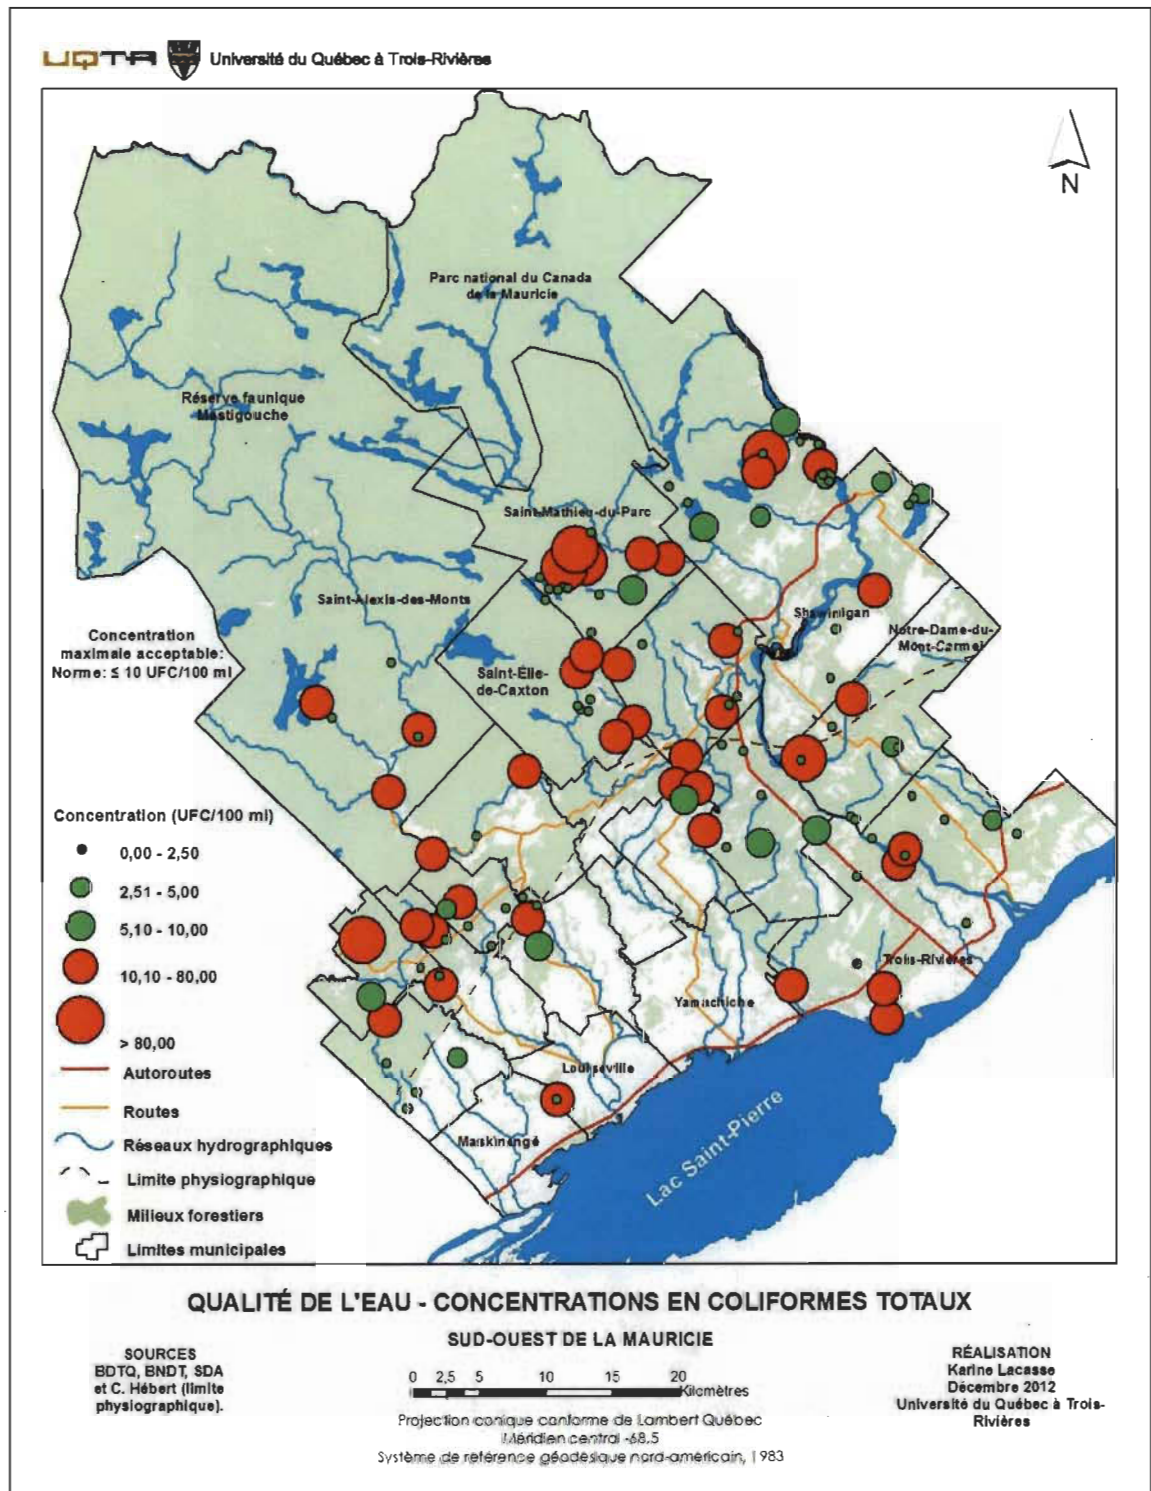 UQTR Université du Québec à Trois-Rivières
N
Parc national du Canada
de la Mauricie
Réserve faunique
Mastigouche
Saint-Mathieu-du-Parc
Saint-Alexis-des-Monts
Shawinigan
Notre-Dame-du-
Mont-Carmel
Concentration
maximale acceptable:
Norme: ≤ 10 UFC/100 ml
Saint-Élie-
de-Caxton
Concentration (UFC/100 ml)
0,00 - 2,50
2,51 - 5,00
5,10 - 10,00
10,10 - 80,00
> 80,00
Autoroutes
Routes
Réseaux hydrographiques
Limite physiographique
Milieux forestiers
Limites municipales
Trois-Rivières
Yamachiche
Louiseville
Maskinongé
Lac Saint-Pierre
QUALITÉ DE L'EAU - CONCENTRATIONS EN COLIFORMES TOTAUX
SUD-OUEST DE LA MAURICIE
SOURCES
BDTQ, BNDT, SDA
et C. Hébert (limite
physiographique).
0 2,5 5 10 15 20
Kilomètres
Projection conique conforme de Lambert Québec
Méridien central -68,5
Système de référence géodésique nord-américain, 1983
RÉALISATION
Karine Lacasse
Décembre 2012
Université du Québec à Trois-
Rivières